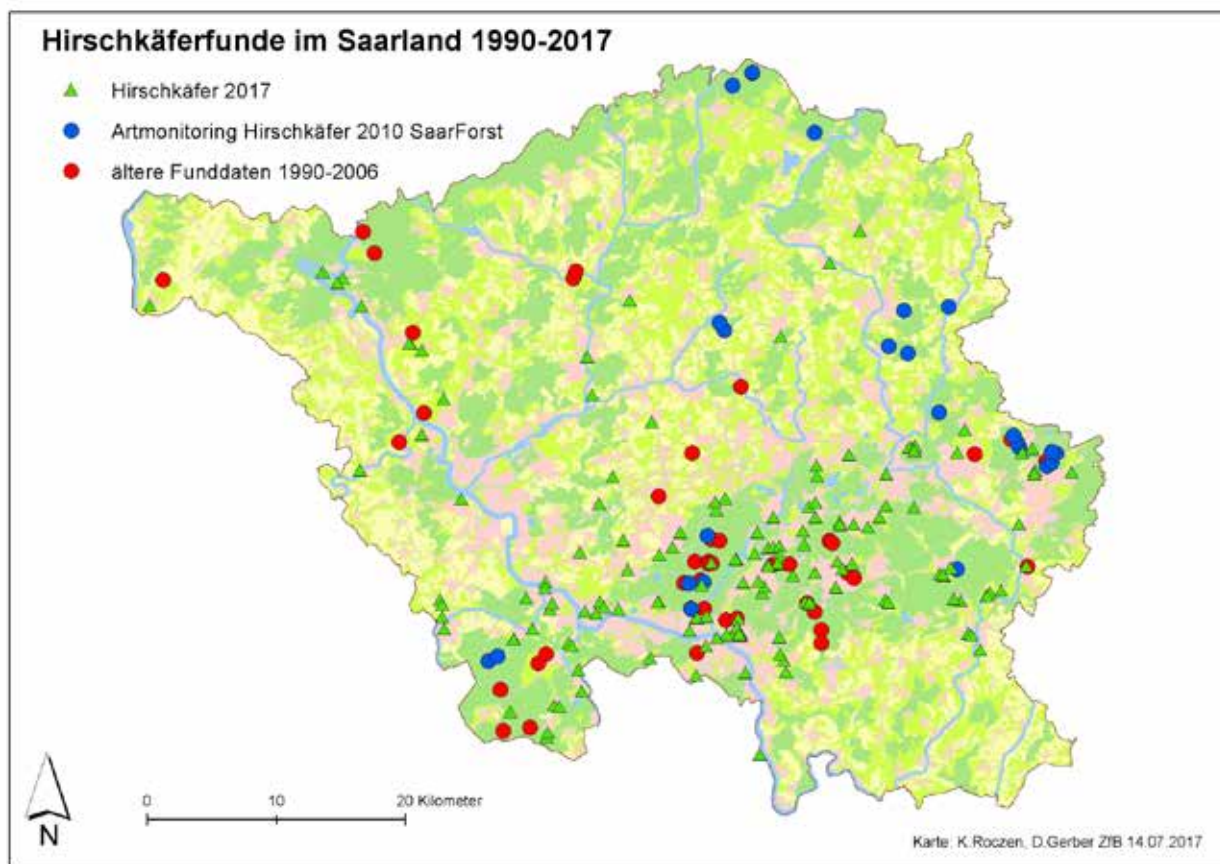 Hirschkäferfunde im Saarland 1990-2017
Hirschkäfer 2017
Artmonitoring Hirschkäfer 2010 SaarForst
ältere Funddaten 1990-2006
N
0 10 20 Kilometer
Karte: K.Roczen, D.Gerber ZfB 14.07.2017